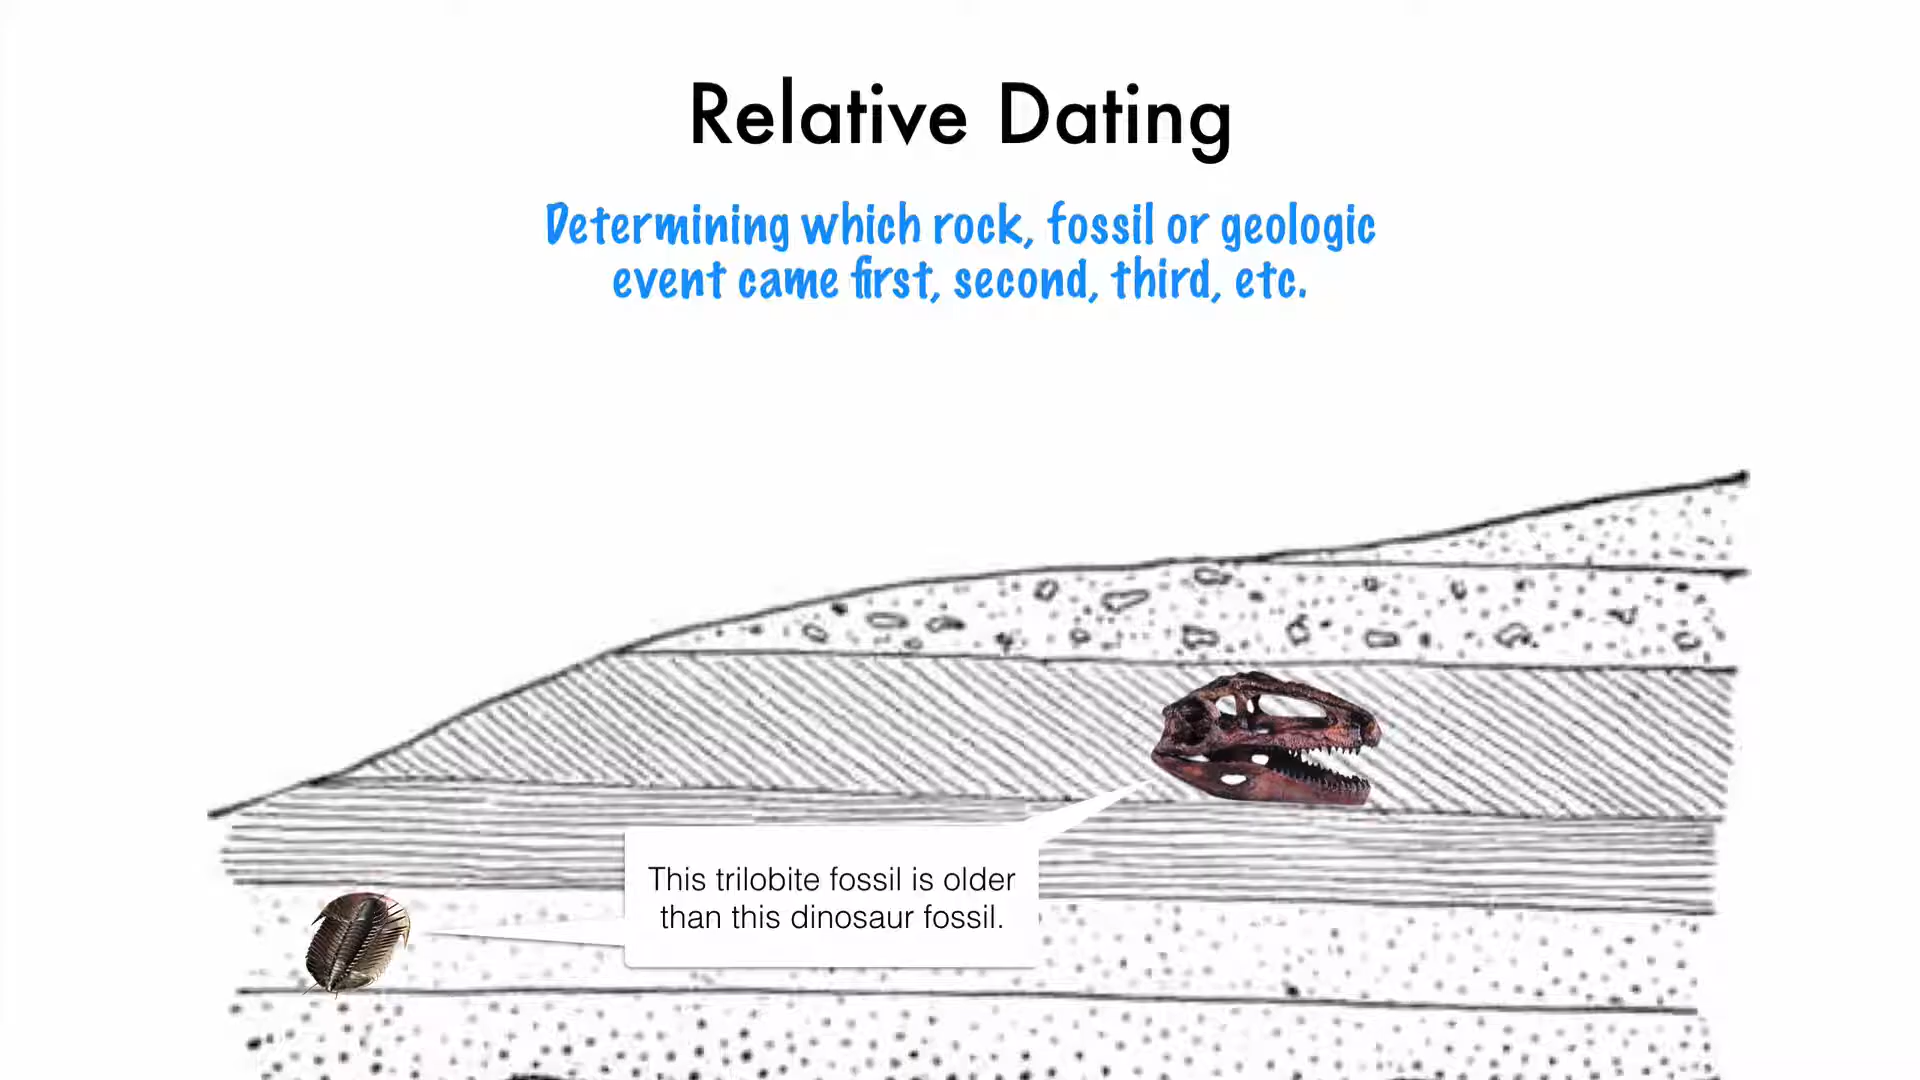 Relative Dating
Determining which rock, fossil or geologic
event came first, second, third, etc.
This trilobite fossil is older
than this dinosaur fossil.